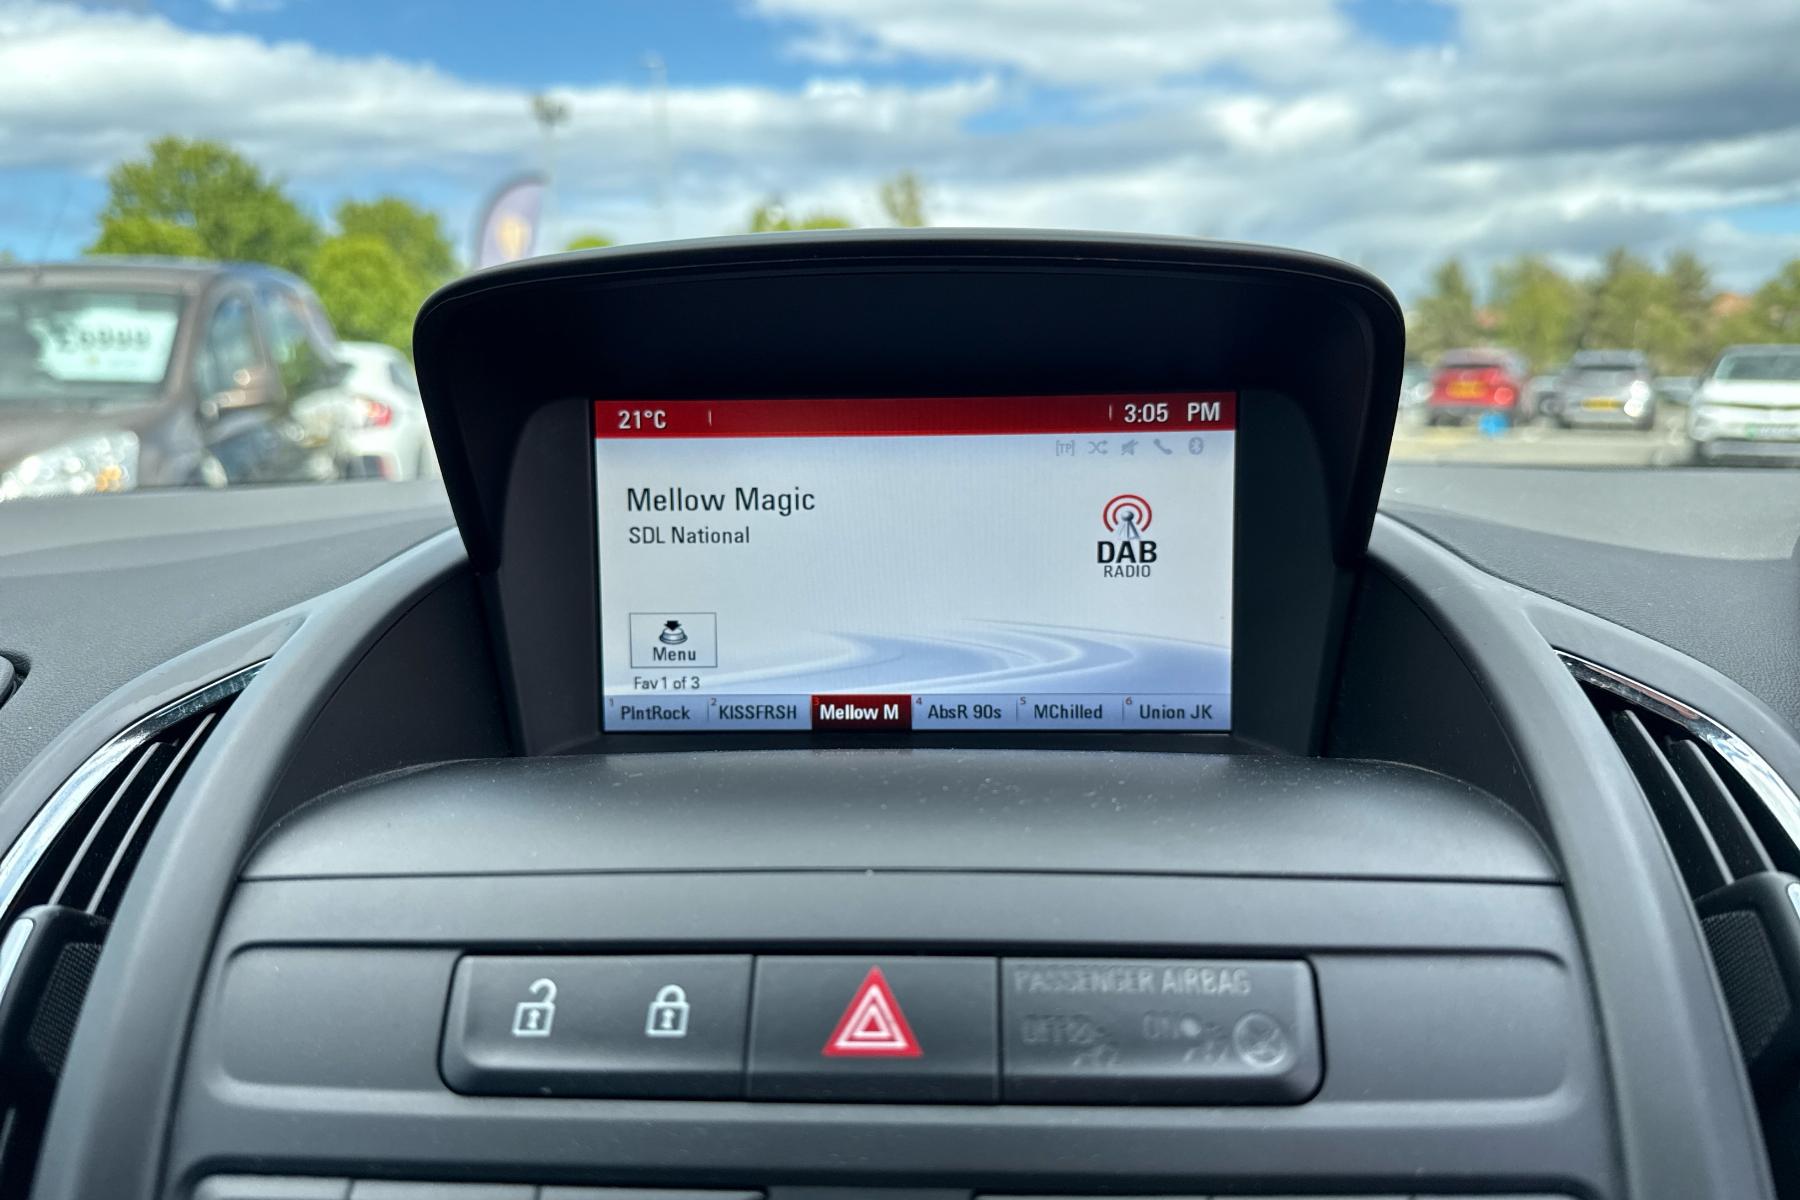 21°C 3:05 PM
[TP]
Mellow Magic
SDL National
DAB
RADIO
Menu
Fav 1 of 3
1 PlntRock 2 KISSFRSH 3 Mellow M 4 AbsR 90s 5 MChilled 6 Union JK
PASSENGER AIRBAG
OFF ON